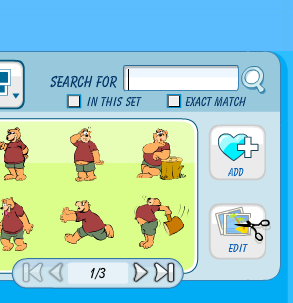 SEARCH FOR
IN THIS SET EXACT MATCH
ADD
EDIT
1/3